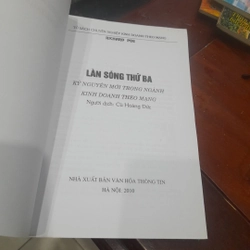 LÀN SÓNG THỨ BA
KỶ NGUYÊN MỚI TRONG NGÀNH
KINH DOANH THEO MẠNG
Người dịch: Cù Hoàng Đức
NHÀ XUẤT BẢN VĂN HÓA THÔNG TIN
HÀ NỘI 2010